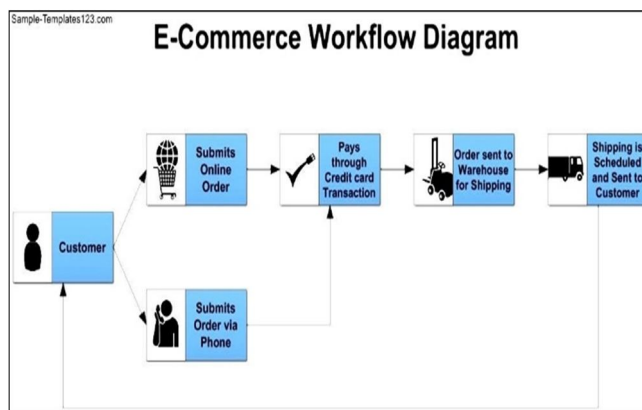 Sample-Templates123.com
E-Commerce Workflow Diagram
Submits
Online
Order
Pays
through
Credit card
Transaction
Order sent to
Warehouse
for Shipping
Shipping is
Scheduled
and Sent to
Customer
Customer
Submits
Order via
Phone